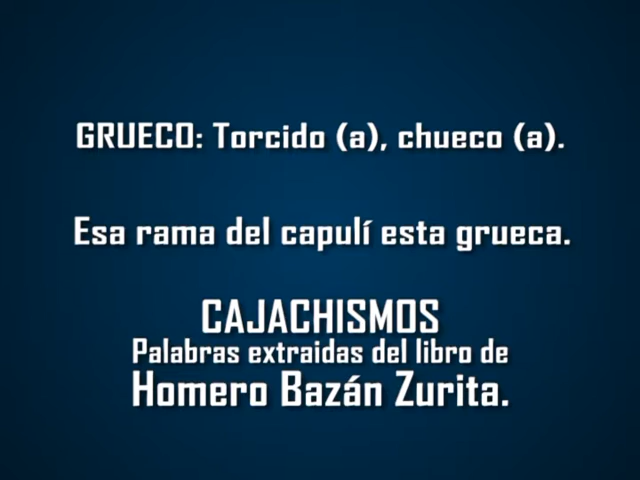 GRUECO: Torcido (a), chueco (a).
Esa rama del capulí esta grueca.
CAJACHISMOS
Palabras extraidas del libro de
Homero Bazán Zurita.